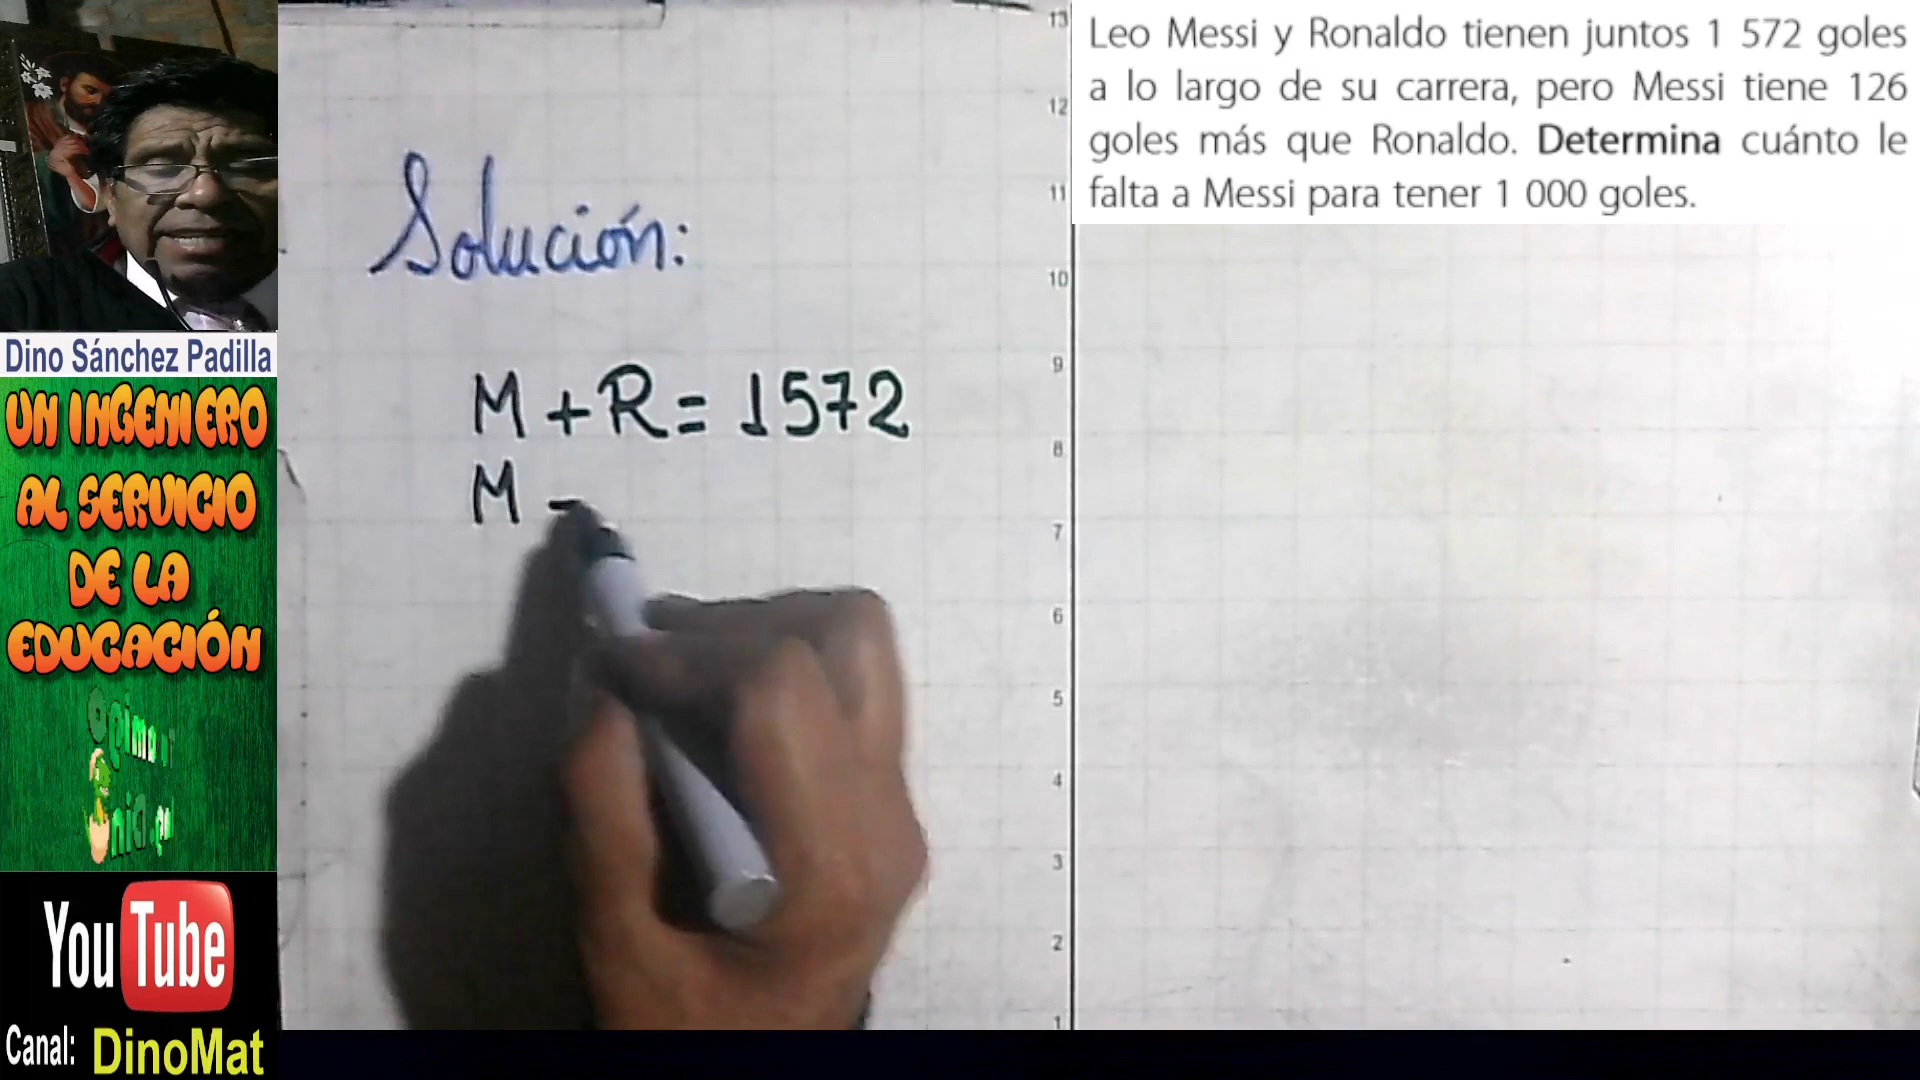 Leo Messi y Ronaldo tienen juntos 1 572 goles
a lo largo de su carrera, pero Messi tiene 126
goles más que Ronaldo. Determina cuánto le
falta a Messi para tener 1 000 goles.
Solución:
M + R = 1572
M -
13
12
11
10
9
8
7
6
5
4
3
2
1
Dino Sánchez Padilla
UN INGENIERO
AL SERVICIO
DE LA
EDUCACIÓN
YouTube
Canal: DinoMat